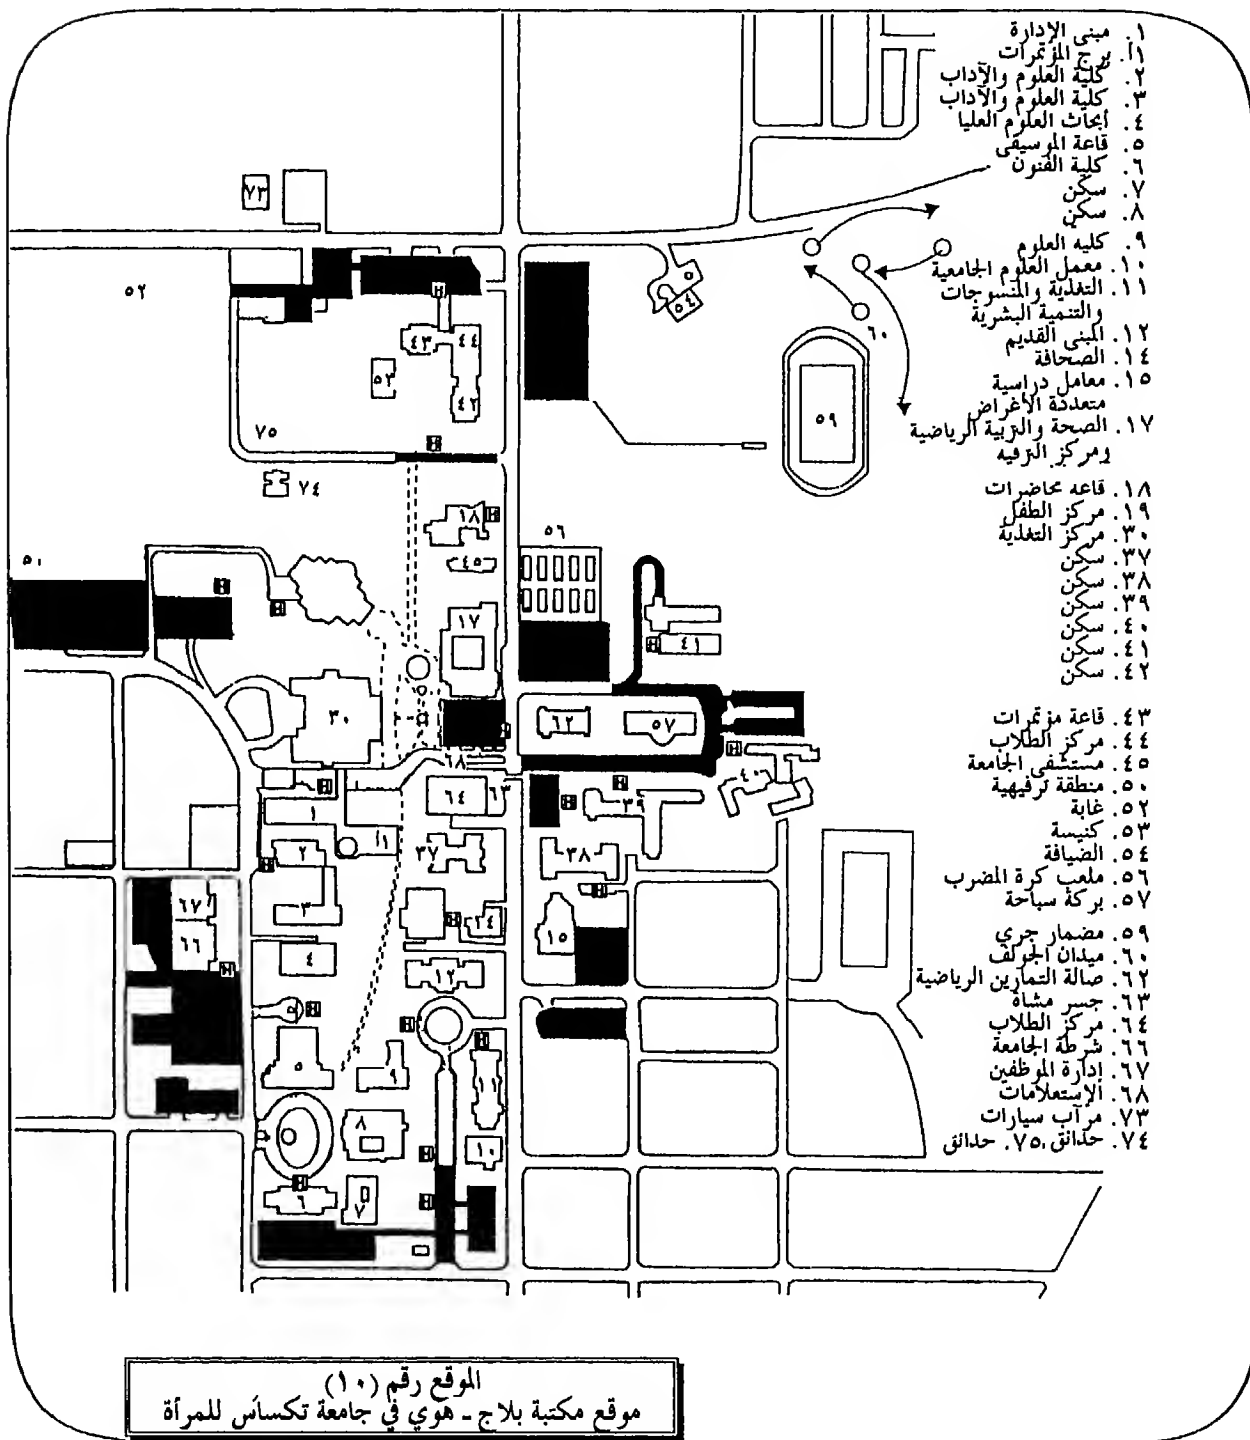 ١. مبنى الإدارة
١أ. برج المؤتمرات
٢. كلية العلوم والآداب
٣. كلية العلوم والآداب
٤. أبحاث العلوم العليا
٥. قاعة الموسيقى
٦. كلية الفنون
٧. سكن
٨. سكن
٩. كليه العلوم
١٠. معمل العلوم الجامعية
١١. التغذية والمنسوجات
والتنمية البشرية
١٢. المبنى القديم
١٤. الصحافة
١٥. معامل دراسية
متعددة الأغراض
١٧. الصحة والتربية الرياضية
ومركز الترفيه
١٨. قاعه محاضرات
١٩. مركز الطفل
٣٠. مركز التغذية
٣٧. سكن
٣٨. سكن
٣٩. سكن
٤٠. سكن
٤١. سكن
٤٢. سكن
٤٣. قاعة مؤتمرات
٤٤. مركز الطلاب
٤٥. مستشفى الجامعة
٥٠. منطقة ترفيهية
٥٢. غابة
٥٣. كنيسة
٥٤. الضيافة
٥٦. ملعب كرة المضرب
٥٧. بركة سباحة
٥٩. مضمار جري
٦٠. ميدان الجولف
٦٢. صالة التمارين الرياضية
٦٣. جسر مشاة
٦٤. مركز الطلاب
٦٦. شرطة الجامعة
٦٧. إدارة الموظفين
٦٨. الإستعلامات
٧٣. مرآب سيارات
٧٤. حدائق ،٧٥. حدائق
٧٣
٥٢
٥٤
٤٣
٤٤
٦٠
٥٣
٤٢
٥٩
٧٥
٧٤
١٨
٥٦
٥٠
٤٥
١٧
٤١
٣٠
٦٢
٥٧
٦٨
٤٠
٦٤
٦٣
٣٩
١
١أ
٢
٣٧
٣٨
٦٧
٣
١٥
٦٦
٤
١٢
٥
٩
١١
٨
١٠
٦
٧
الموقع رقم (١٠)
موقع مكتبة بلاج - هوي في جامعة تكساس للمرأة